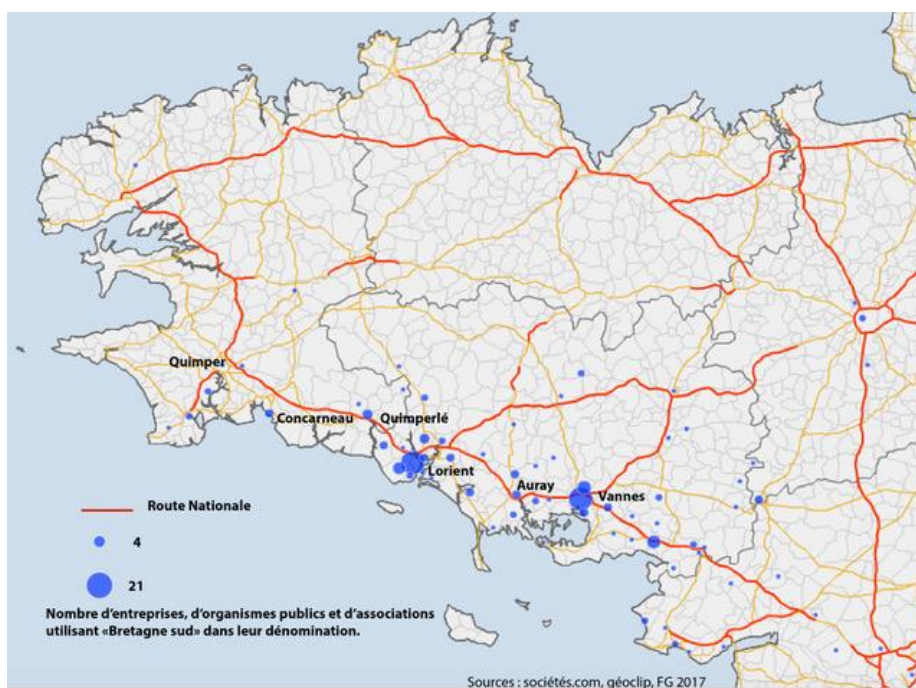 Quimper
Concarneau
Quimperlé
Lorient
Auray
Vannes
Route Nationale
4
21
Nombre d'entreprises, d'organismes publics et d'associations
utilisant «Bretagne sud» dans leur dénomination.
Sources : sociétés.com, géoclip, FG 2017